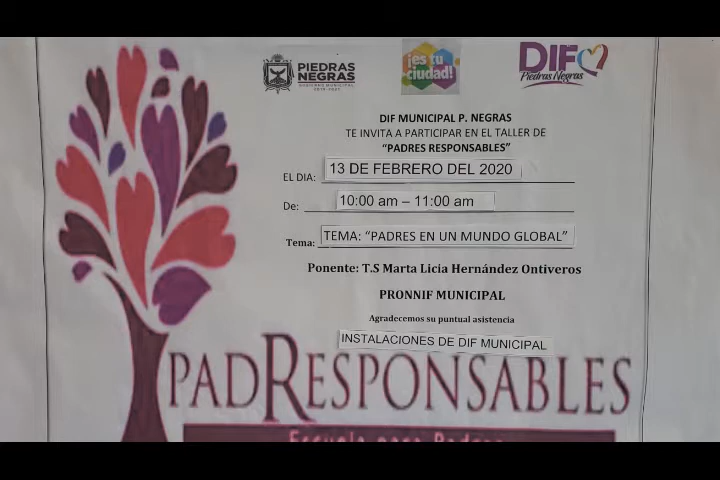 PIEDRAS
NEGRAS
¡es tu
ciudad!
DIF
Piedras Negras
DIF MUNICIPAL P. NEGRAS
TE INVITA A PARTICIPAR EN EL TALLER DE
“PADRES RESPONSABLES”
EL DIA: 13 DE FEBRERO DEL 2020
De: 10:00 am – 11:00 am
Tema: TEMA: “PADRES EN UN MUNDO GLOBAL”
Ponente: T.S Marta Licia Hernández Ontiveros
PRONNIF MUNICIPAL
Agradecemos su puntual asistencia
INSTALACIONES DE DIF MUNICIPAL
PADRESPONSABLES
Escuela para Padres